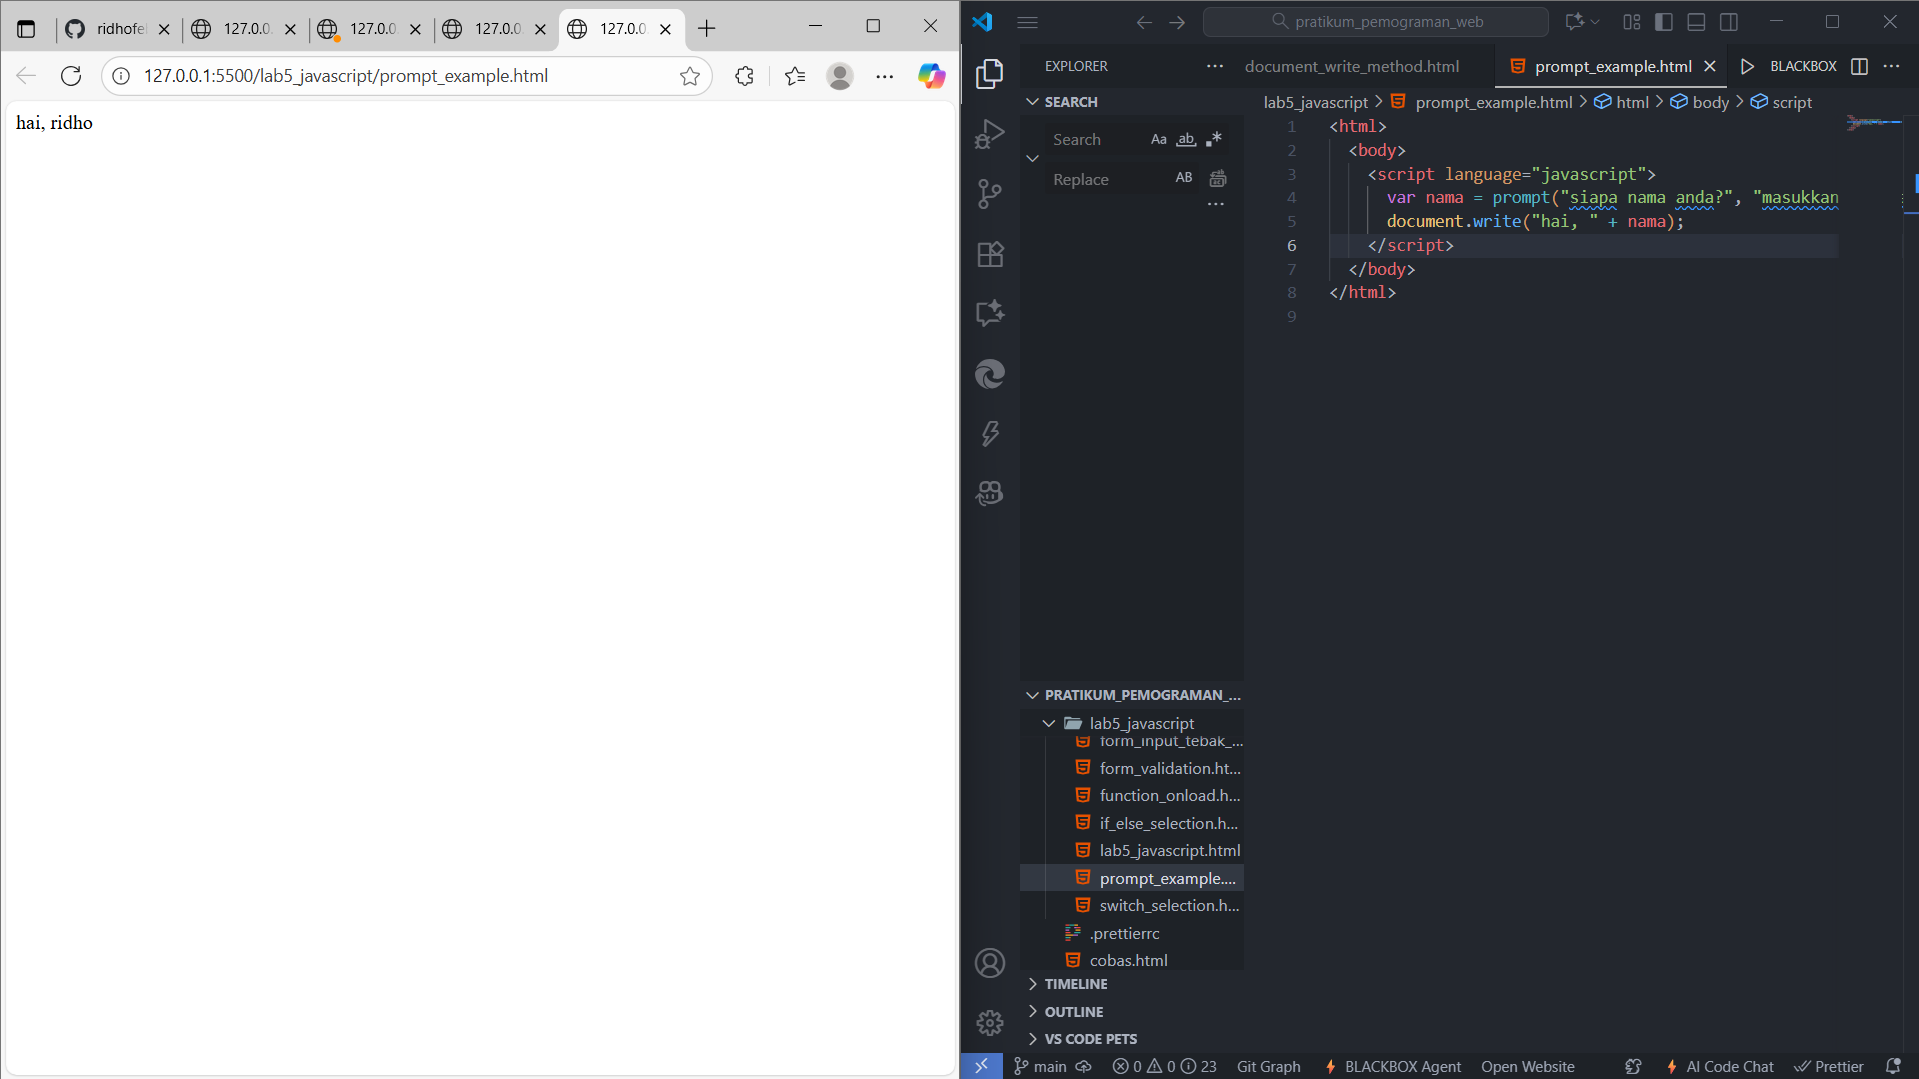 ridhofe
127.0.0.
127.0.0
127.0.0.
127.0.0.
127.0.0.1:5500/lab5_javascript/prompt_example.html
hai, ridho
pratikum_pemograman_web
EXPLORER
document_write_method.html
prompt_example.html
BLACKBOX
SEARCH
Search
Aa
ab
Replace
AB
lab5_javascript > prompt_example.html > html > body > script
1 <html>
2 <body>
3 <script language="javascript">
4 var nama = prompt("siapa nama anda?", "masukkan
5 document.write("hai, " + nama);
6 </script>
7 </body>
8 </html>
9
PRATIKUM_PEMOGRAMAN_...
lab5_javascript
form_input_tebak_...
form_validation.ht...
function_onload.h...
if_else_selection.h...
lab5_javascript.html
prompt_example....
switch_selection.h...
.prettierrc
cobas.html
TIMELINE
OUTLINE
VS CODE PETS
main
0
0
23
Git Graph
BLACKBOX Agent
Open Website
AI Code Chat
Prettier